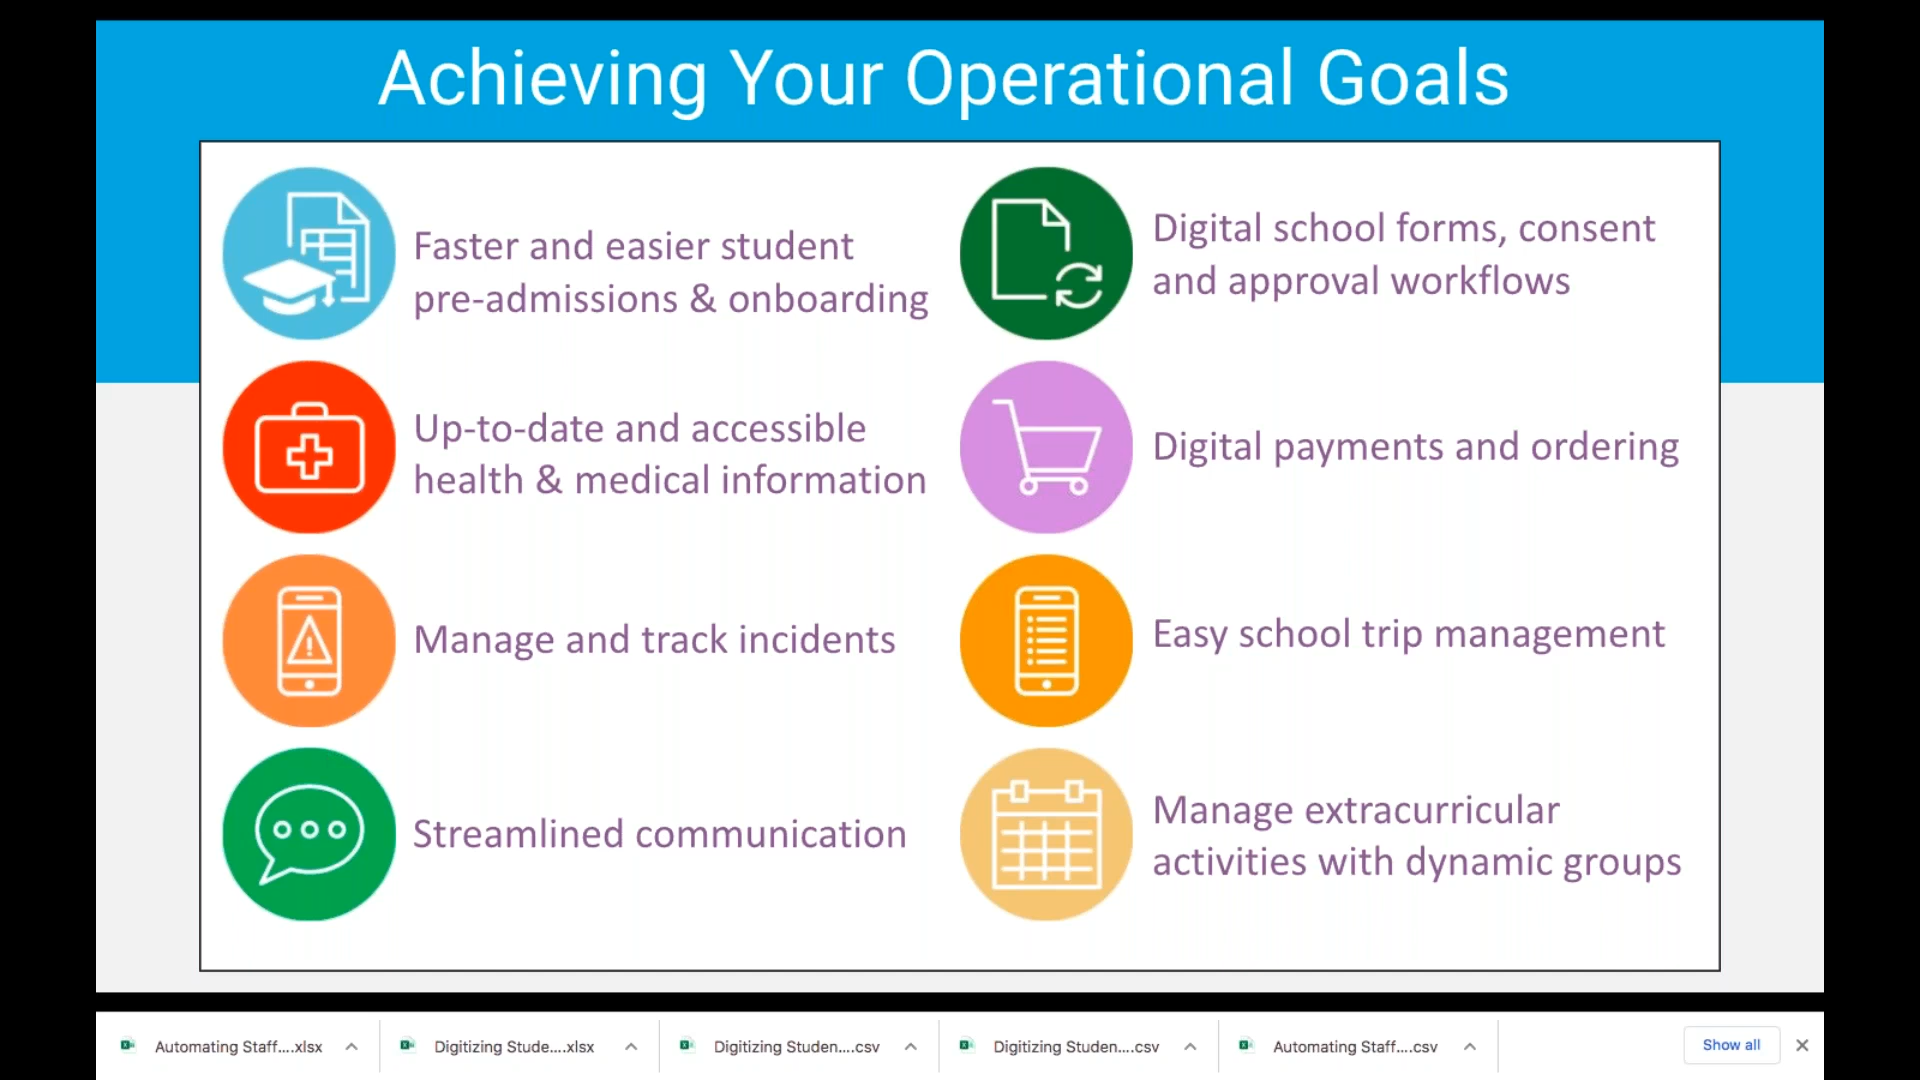 Achieving Your Operational Goals
Faster and easier student
pre-admissions & onboarding
Up-to-date and accessible
health & medical information
Manage and track incidents
Streamlined communication
Digital school forms, consent
and approval workflows
Digital payments and ordering
Easy school trip management
Manage extracurricular
activities with dynamic groups
Automating Staff....xlsx
Digitizing Stude....xlsx
Digitizing Studen....csv
Digitizing Studen....csv
Automating Staff....csv
Show all